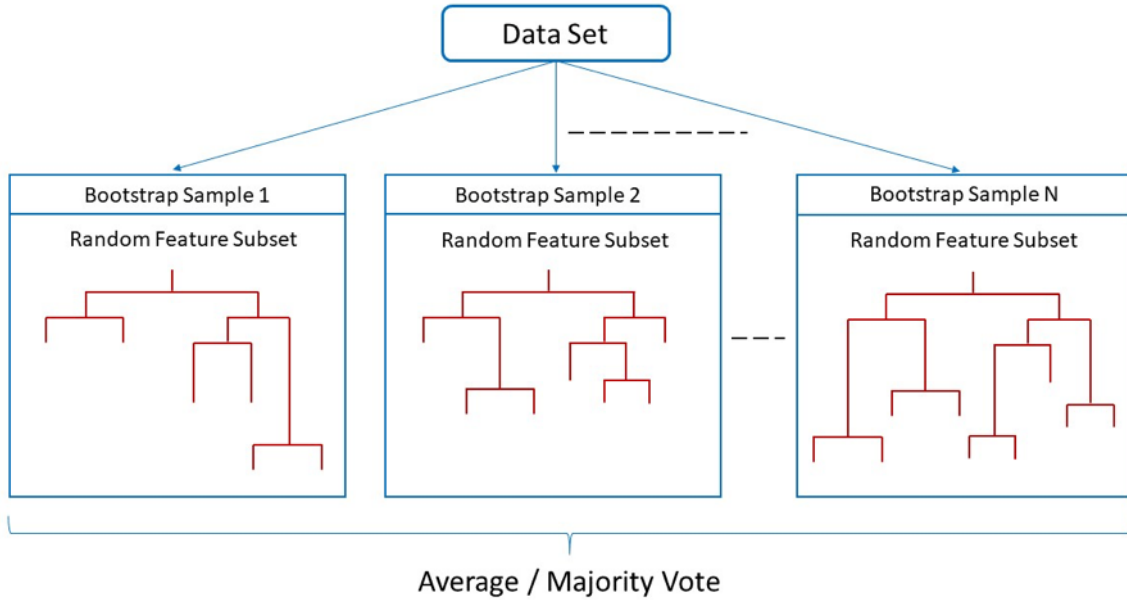 Data Set
Bootstrap Sample 1
Bootstrap Sample 2
Bootstrap Sample N
Random Feature Subset
Random Feature Subset
Random Feature Subset
Average / Majority Vote